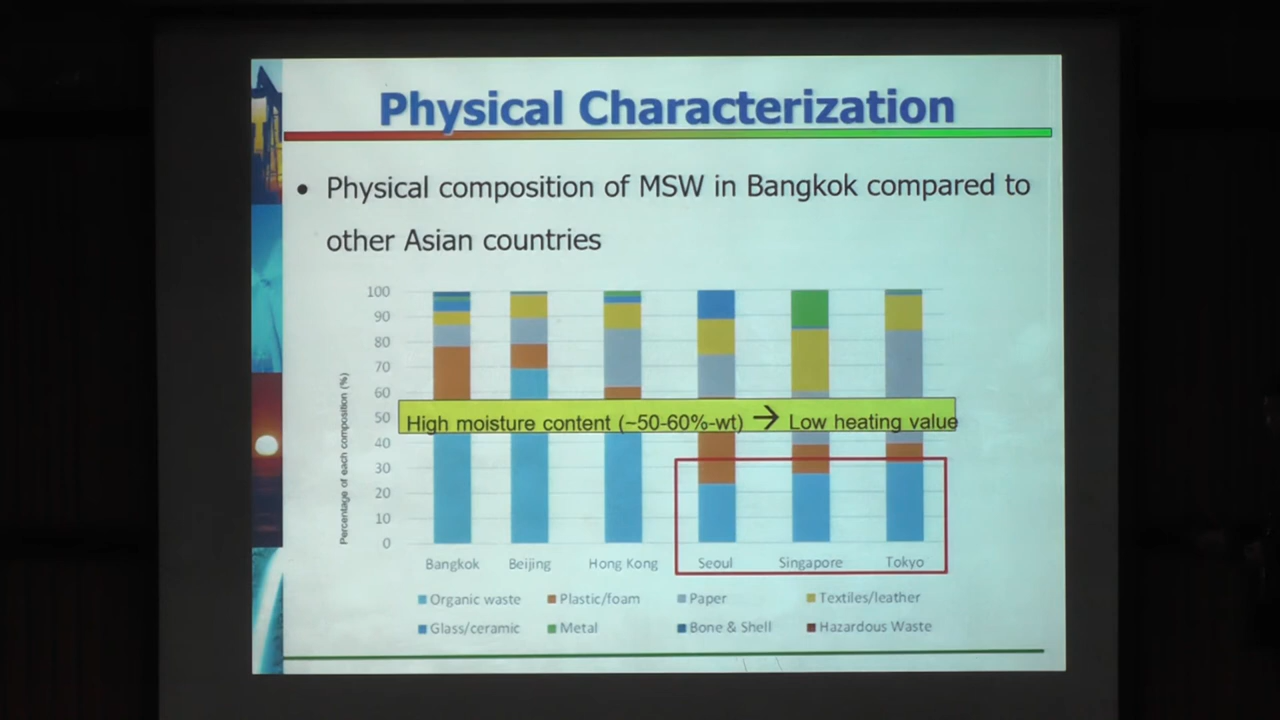 Physical Characterization
• Physical composition of MSW in Bangkok compared to
other Asian countries
100
90
80
70
60
50
40
30
20
10
0
Percentage of each composition (%)
High moisture content (~50-60%-wt) → Low heating value
Bangkok Beijing Hong Kong Seoul Singapore Tokyo
Organic waste Plastic/foam Paper Textiles/leather
Glass/ceramic Metal Bone & Shell Hazardous Waste